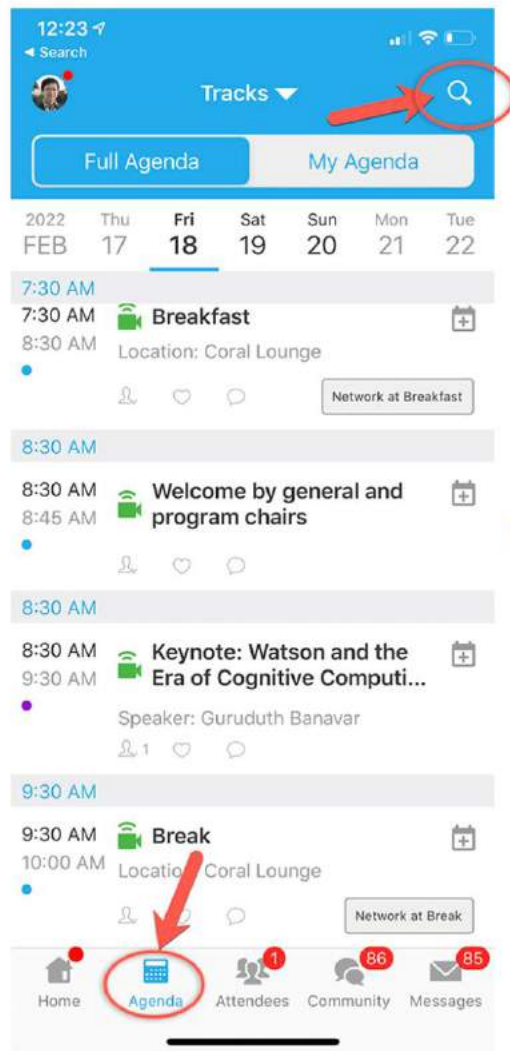 12:23
Search
Tracks
Full Agenda My Agenda
2022 Thu Fri Sat Sun Mon Tue
FEB 17 18 19 20 21 22
7:30 AM
7:30 AM Breakfast
8:30 AM Location: Coral Lounge
Network at Breakfast
8:30 AM
8:30 AM Welcome by general and
8:45 AM program chairs
8:30 AM
8:30 AM Keynote: Watson and the
9:30 AM Era of Cognitive Computi...
Speaker: Guruduth Banavar
1
9:30 AM
9:30 AM Break
10:00 AM Location: Coral Lounge
Network at Break
1 86 85
Home Agenda Attendees Community Messages